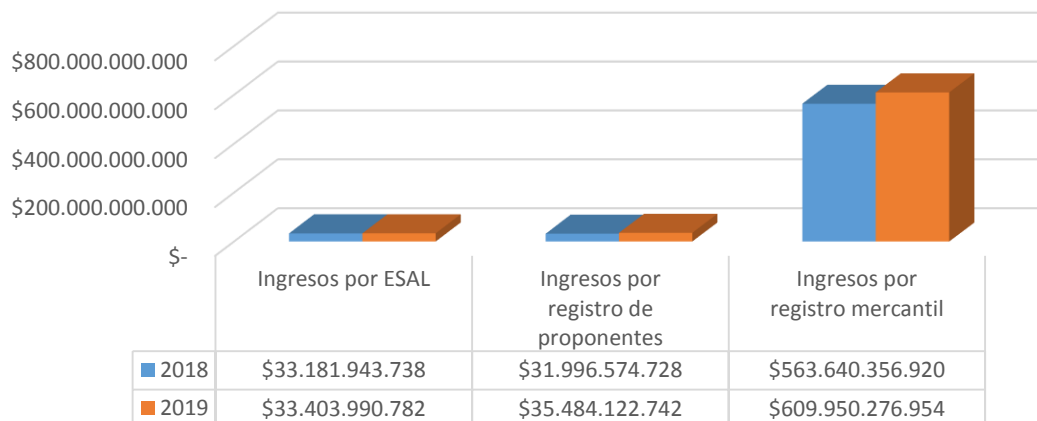 $800.000.000.000
$600.000.000.000
$400.000.000.000
$200.000.000.000
$-
Ingresos por ESAL
Ingresos por
registro de
proponentes
Ingresos por
registro mercantil
2018 $33.181.943.738 $31.996.574.728 $563.640.356.920
2019 $33.403.990.782 $35.484.122.742 $609.950.276.954